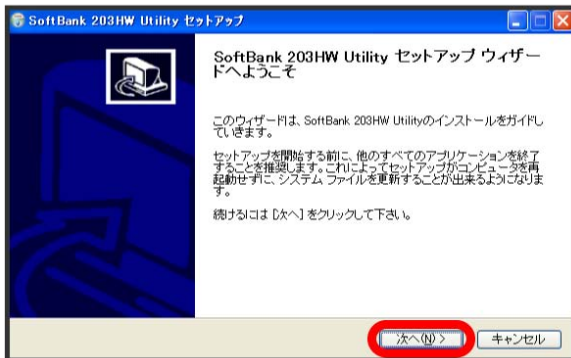 SoftBank 203HW Utility セットアップ
SoftBank 203HW Utility セットアップ ウィザー
ドへようこそ
このウィザードは、SoftBank 203HW Utilityのインストールをガイドし
ていきます。
セットアップを開始する前に、他のすべてのアプリケーションを終了
することを推奨します。これによってセットアップがコンピュータを再
起動せずに、システム ファイルを更新することが出来るようになりま
す。
続けるには [次へ] をクリックして下さい。
次へ(N) >
キャンセル